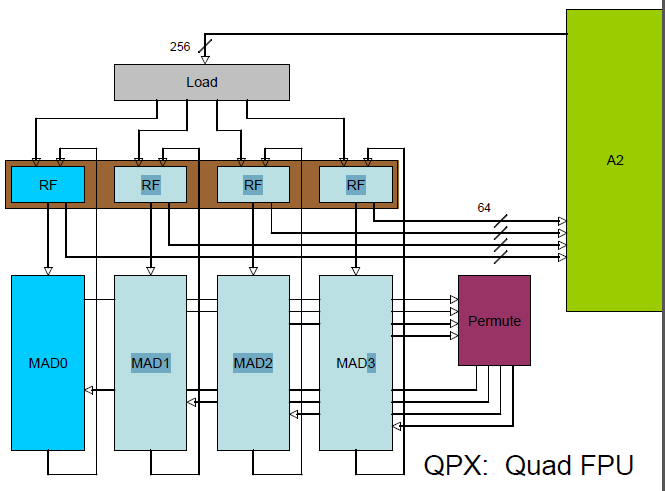 256
Load
A2
RF RF RF RF
64
Permute
MAD0 MAD1 MAD2 MAD3
QPX: Quad FPU